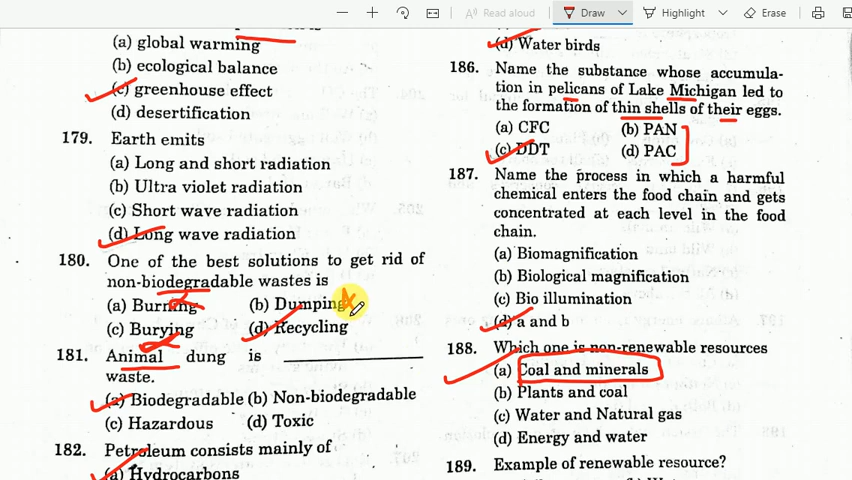 Read aloud
Draw
Highlight
Erase
(a) global warming
(b) ecological balance
(c) greenhouse effect
(d) desertification
179. Earth emits
(a) Long and short radiation
(b) Ultra violet radiation
(c) Short wave radiation
(d) Long wave radiation
180. One of the best solutions to get rid of
non-biodegradable wastes is
(a) Burning (b) Dumping
(c) Burying (d) Recycling
181. Animal dung is ____________
waste.
(a) Biodegradable (b) Non-biodegradable
(c) Hazardous (d) Toxic
182. Petroleum consists mainly of
(a) Hydrocarbons
(d) Water birds
186. Name the substance whose accumula-
tion in pelicans of Lake Michigan led to
the formation of thin shells of their eggs.
(a) CFC (b) PAN
(c) DDT (d) PAC
187. Name the process in which a harmful
chemical enters the food chain and gets
concentrated at each level in the food
chain.
(a) Biomagnification
(b) Biological magnification
(c) Bio illumination
(d) a and b
188. Which one is non-renewable resources
(a) Coal and minerals
(b) Plants and coal
(c) Water and Natural gas
(d) Energy and water
189. Example of renewable resource?